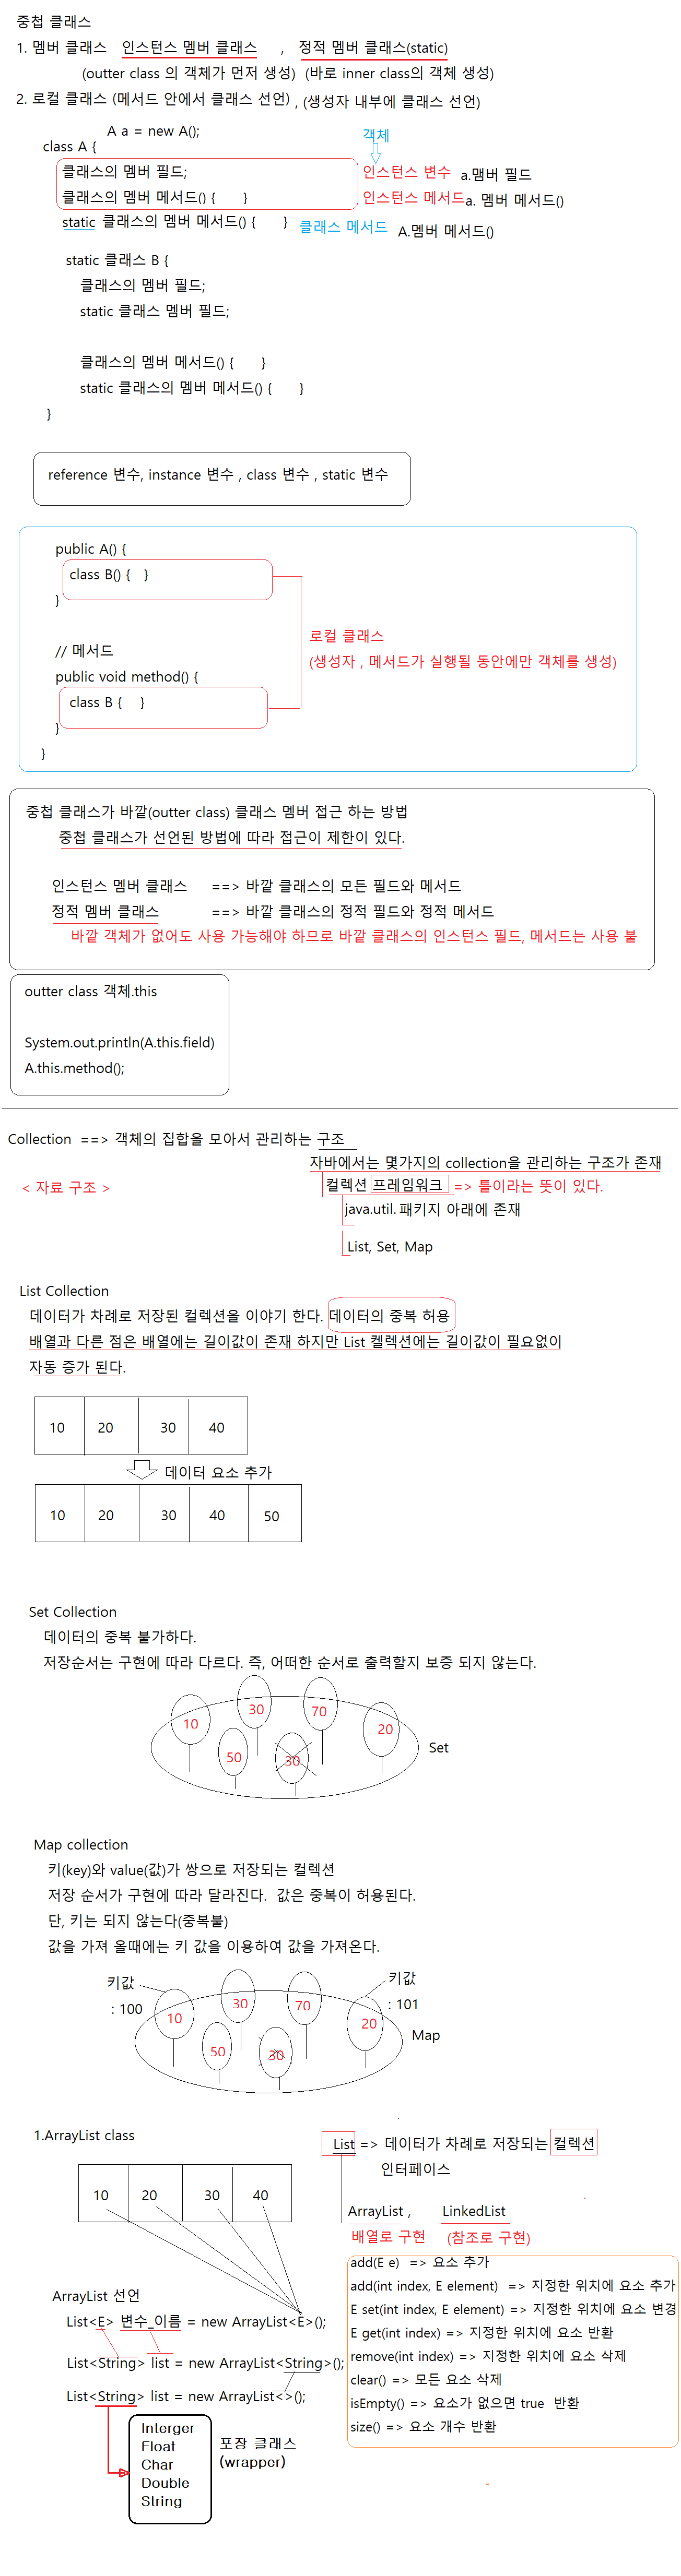 중첩 클래스
1. 멤버 클래스 인스턴스 멤버 클래스 , 정적 멤버 클래스(static)
(outter class 의 객체가 먼저 생성) (바로 inner class의 객체 생성)
2. 로컬 클래스 (메서드 안에서 클래스 선언) , (생성자 내부에 클래스 선언)
A a = new A();
객체
class A {
클래스의 멤버 필드; 인스턴스 변수 a.맴버 필드
클래스의 멤버 메서드() { } 인스턴스 메서드 a. 멤버 메서드()
static 클래스의 멤버 메서드() { } 클래스 메서드 A.멤버 메서드()
static 클래스 B {
클래스의 멤버 필드;
static 클래스 멤버 필드;
클래스의 멤버 메서드() { }
static 클래스의 멤버 메서드() { }
}
reference 변수, instance 변수 , class 변수 , static 변수
public A() {
class B() { }
}
로컬 클래스
// 메서드
(생성자 , 메서드가 실행될 동안에만 객체를 생성)
public void method() {
class B { }
}
}
중첩 클래스가 바깥(outter class) 클래스 멤버 접근 하는 방법
중첩 클래스가 선언된 방법에 따라 접근이 제한이 있다.
인스턴스 멤버 클래스 ==> 바깥 클래스의 모든 필드와 메서드
정적 멤버 클래스 ==> 바깥 클래스의 정적 필드와 정적 메서드
바깥 객체가 없어도 사용 가능해야 하므로 바깥 클래스의 인스턴스 필드, 메서드는 사용 불
outter class 객체.this
System.out.println(A.this.field)
A.this.method();
Collection ==> 객체의 집합을 모아서 관리하는 구조
자바에서는 몇가지의 collection을 관리하는 구조가 존재
< 자료 구조 > 컬렉션 프레임워크 => 틀이라는 뜻이 있다.
java.util. 패키지 아래에 존재
List, Set, Map
List Collection
데이터가 차례로 저장된 컬렉션을 이야기 한다. 데이터의 중복 허용
배열과 다른 점은 배열에는 길이값이 존재 하지만 List 켈렉션에는 길이값이 필요없이
자동 증가 된다.
10 20 30 40
데이터 요소 추가
10 20 30 40 50
Set Collection
데이터의 중복 불가하다.
저장순서는 구현에 따라 다르다. 즉, 어떠한 순서로 출력할지 보증 되지 않는다.
10 30 70 20
50 30
Set
Map collection
키(key)와 value(값)가 쌍으로 저장되는 컬렉션
저장 순서가 구현에 따라 달라진다. 값은 중복이 허용된다.
단, 키는 되지 않는다(중복불)
값을 가져 올때에는 키 값을 이용하여 값을 가져온다.
키값 키값
: 100 : 101
10 30 70 20
50 30
Map
1.ArrayList class
List => 데이터가 차례로 저장되는 컬렉션
인터페이스
10 20 30 40
ArrayList , LinkedList
배열로 구현 (참조로 구현)
add(E e) => 요소 추가
add(int index, E element) => 지정한 위치에 요소 추가
E set(int index, E element) => 지정한 위치에 요소 변경
E get(int index) => 지정한 위치에 요소 반환
remove(int index) => 지정한 위치에 요소 삭제
clear() => 모든 요소 삭제
isEmpty() => 요소가 없으면 true 반환
size() => 요소 개수 반환
ArrayList 선언
List<E> 변수_이름 = new ArrayList<E>();
List<String> list = new ArrayList<String>();
List<String> list = new ArrayList<>();
Interger
Float
Char
Double
String
포장 클래스
(wrapper)